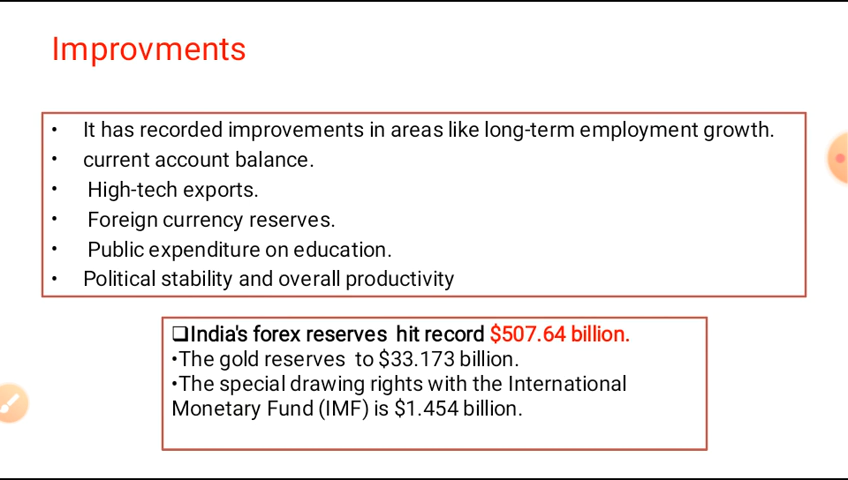 Improvments
• It has recorded improvements in areas like long-term employment growth.
• current account balance.
• High-tech exports.
• Foreign currency reserves.
• Public expenditure on education.
• Political stability and overall productivity
❑India's forex reserves hit record $507.64 billion.
•The gold reserves to $33.173 billion.
•The special drawing rights with the International
Monetary Fund (IMF) is $1.454 billion.